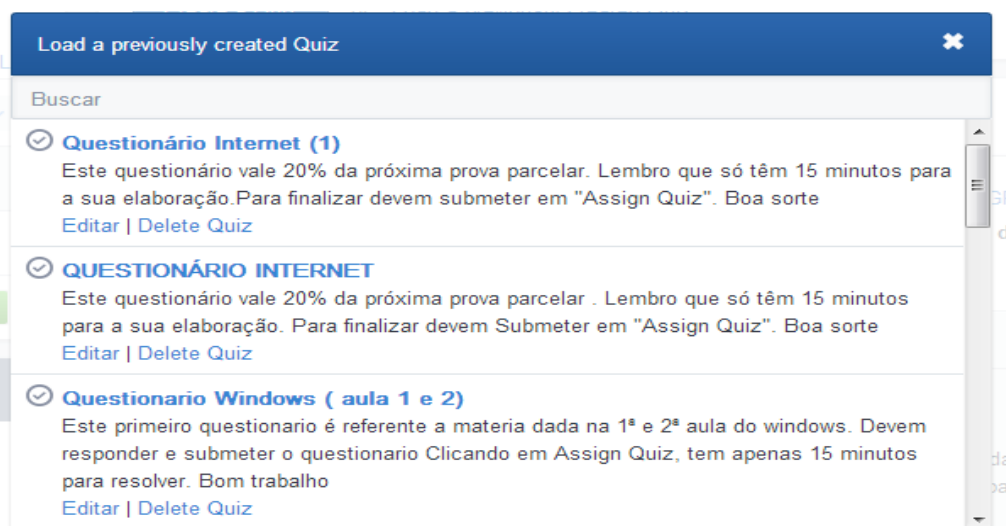 Load a previously created Quiz
Buscar
Questionário Internet (1)
Este questionário vale 20% da próxima prova parcelar. Lembro que só têm 15 minutos para
a sua elaboração.Para finalizar devem submeter em "Assign Quiz". Boa sorte
Editar | Delete Quiz
QUESTIONÁRIO INTERNET
Este questionário vale 20% da próxima prova parcelar . Lembro que só têm 15 minutos
para a sua elaboração. Para finalizar devem Submeter em "Assign Quiz". Boa sorte
Editar | Delete Quiz
Questionario Windows ( aula 1 e 2)
Este primeiro questionario é referente a materia dada na 1ª e 2ª aula do windows. Devem
responder e submeter o questionario Clicando em Assign Quiz, tem apenas 15 minutos
para resolver. Bom trabalho
Editar | Delete Quiz